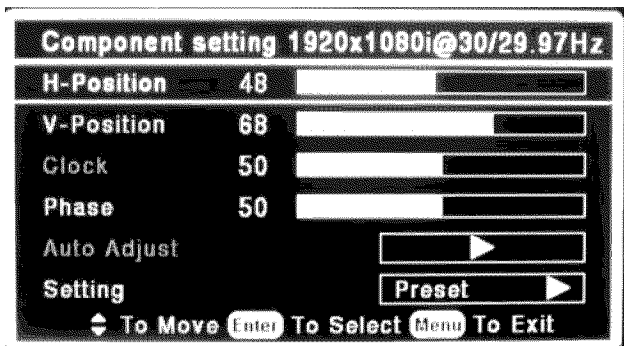 Component setting 1920x1080i@30/29.97Hz
H-Position 48
V-Position 68
Clock 50
Phase 50
Auto Adjust
Setting Preset
To Move Enter To Select Menu To Exit